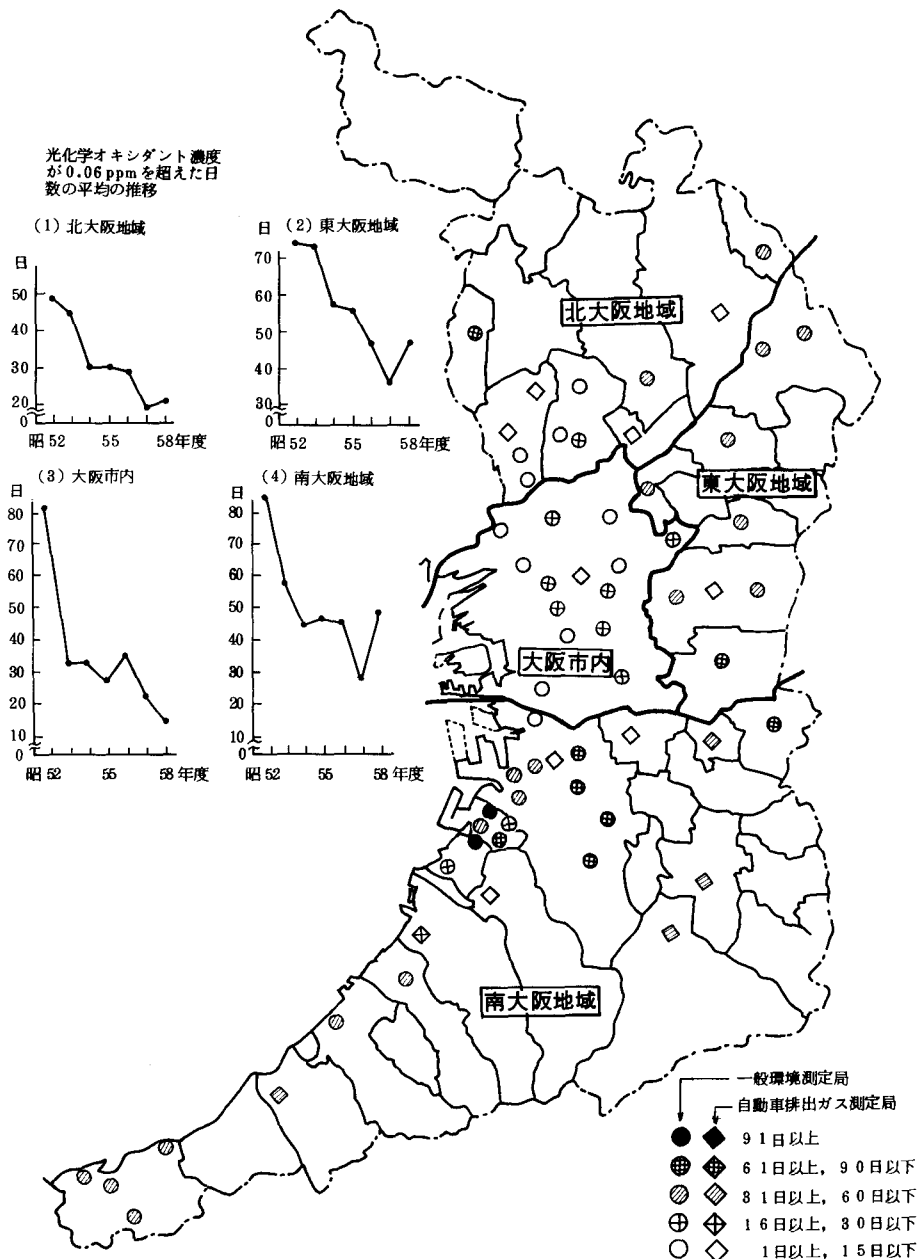 光化学オキシダント濃度
が0.06ppmを超えた日
数の平均の推移
(1)北大阪地域
日
50
40
30
20
0
昭52 55 58年度
(2)東大阪地域
日
70
60
50
40
30
0
昭52 55 58年度
(3)大阪市内
日
80
70
60
50
40
30
20
10
0
昭52 55 58年度
(4)南大阪地域
日
80
70
60
50
40
30
20
10
0
昭52 55 58年度
北大阪地域
東大阪地域
大阪市内
南大阪地域
一般環境測定局
自動車排出ガス測定局
91日以上
61日以上，90日以下
31日以上，60日以下
16日以上，30日以下
1日以上，15日以下